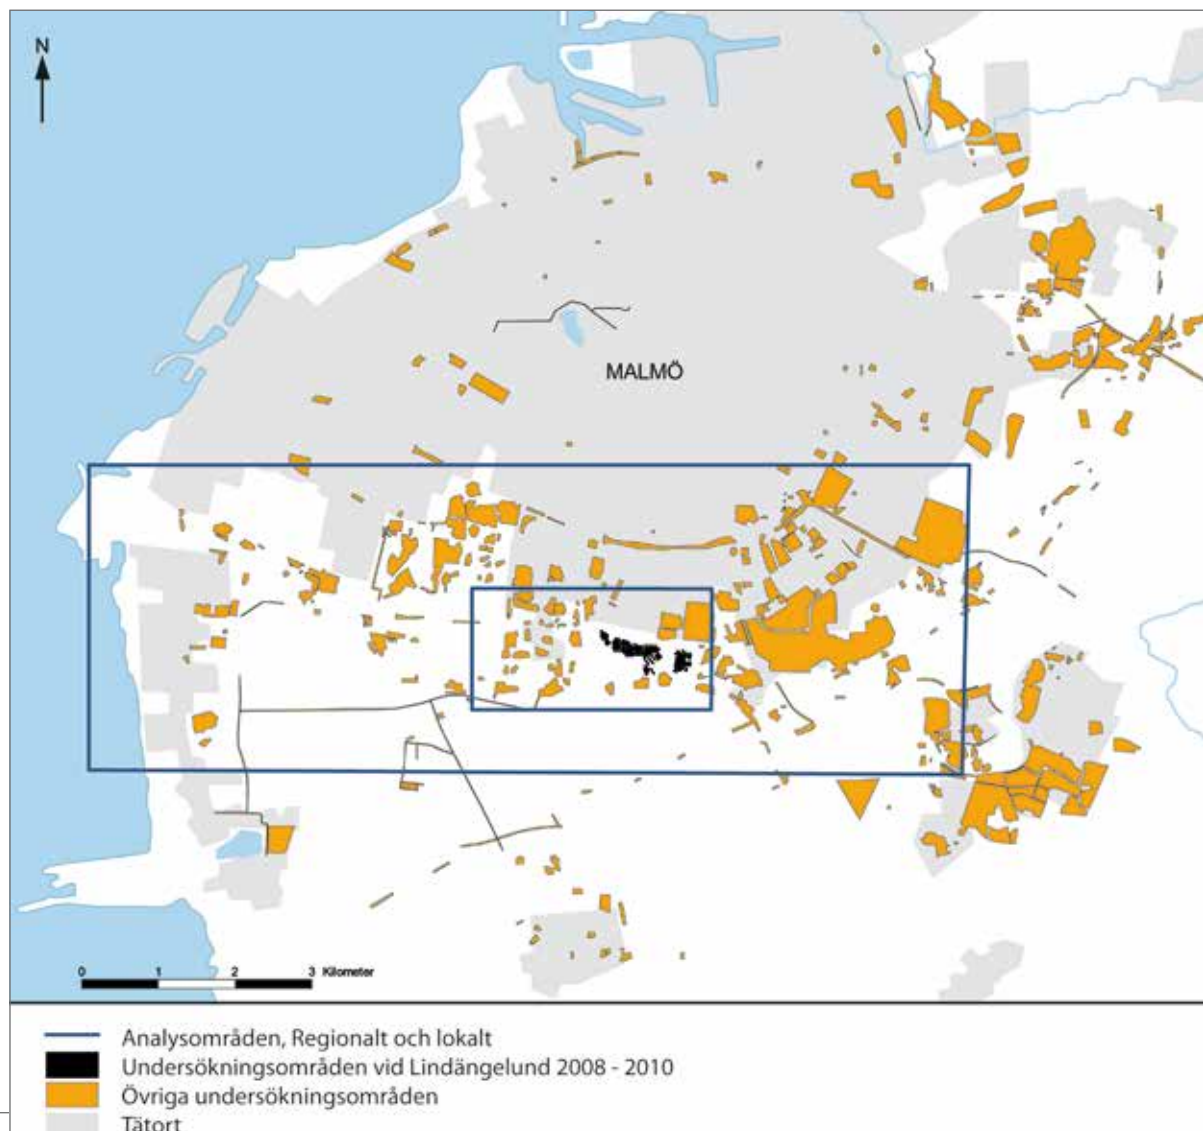 N
MALMÖ
0 1 2 3 Kilometer
Analysområden, Regionalt och lokalt
Undersökningsområden vid Lindängelund 2008 - 2010
Övriga undersökningsområden
Tätort